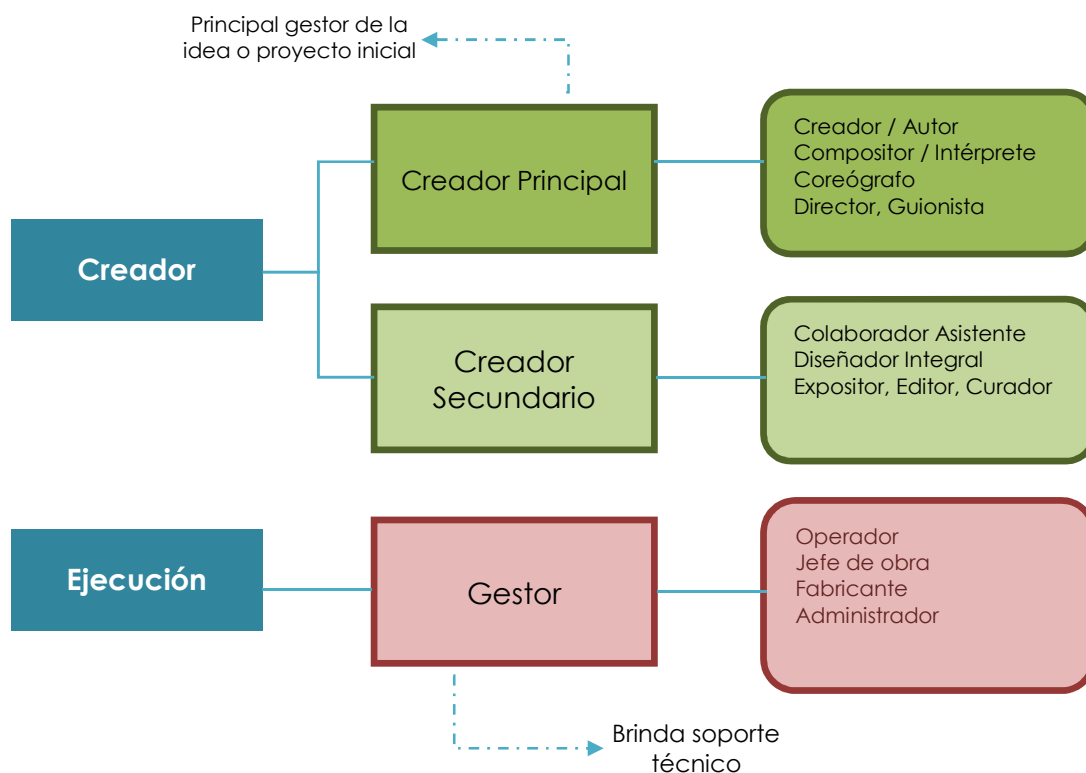 Principal gestor de la
idea o proyecto inicial
Creador
Creador Principal
Creador / Autor
Compositor / Intérprete
Coreógrafo
Director, Guionista
Creador
Secundario
Colaborador Asistente
Diseñador Integral
Expositor, Editor, Curador
Ejecución
Gestor
Operador
Jefe de obra
Fabricante
Administrador
Brinda soporte
técnico